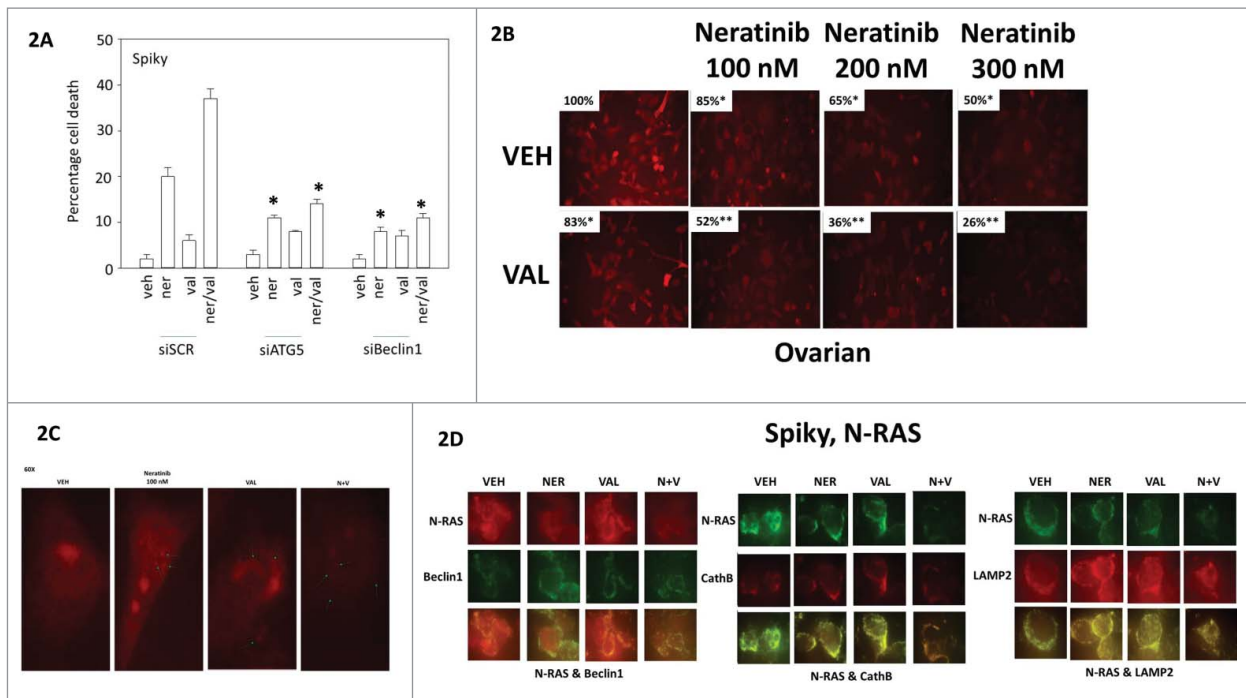 2A
Spiky
Percentage cell death
50
40
30
20
10
0
* * * *
veh ner val ner/val veh ner val ner/val veh ner val ner/val
siSCR siATG5 siBeclin1
2B
Neratinib Neratinib Neratinib
100 nM 200 nM 300 nM
VEH
100% 85%* 65%* 50%*
VAL
83%* 52%** 36%** 26%**
Ovarian
2C
60X
VEH Neratinib VAL N+V
100 nM
2D
Spiky, N-RAS
VEH NER VAL N+V
N-RAS
Beclin1
N-RAS & Beclin1
VEH NER VAL N+V
N-RAS
CathB
N-RAS & CathB
VEH NER VAL N+V
N-RAS
LAMP2
N-RAS & LAMP2